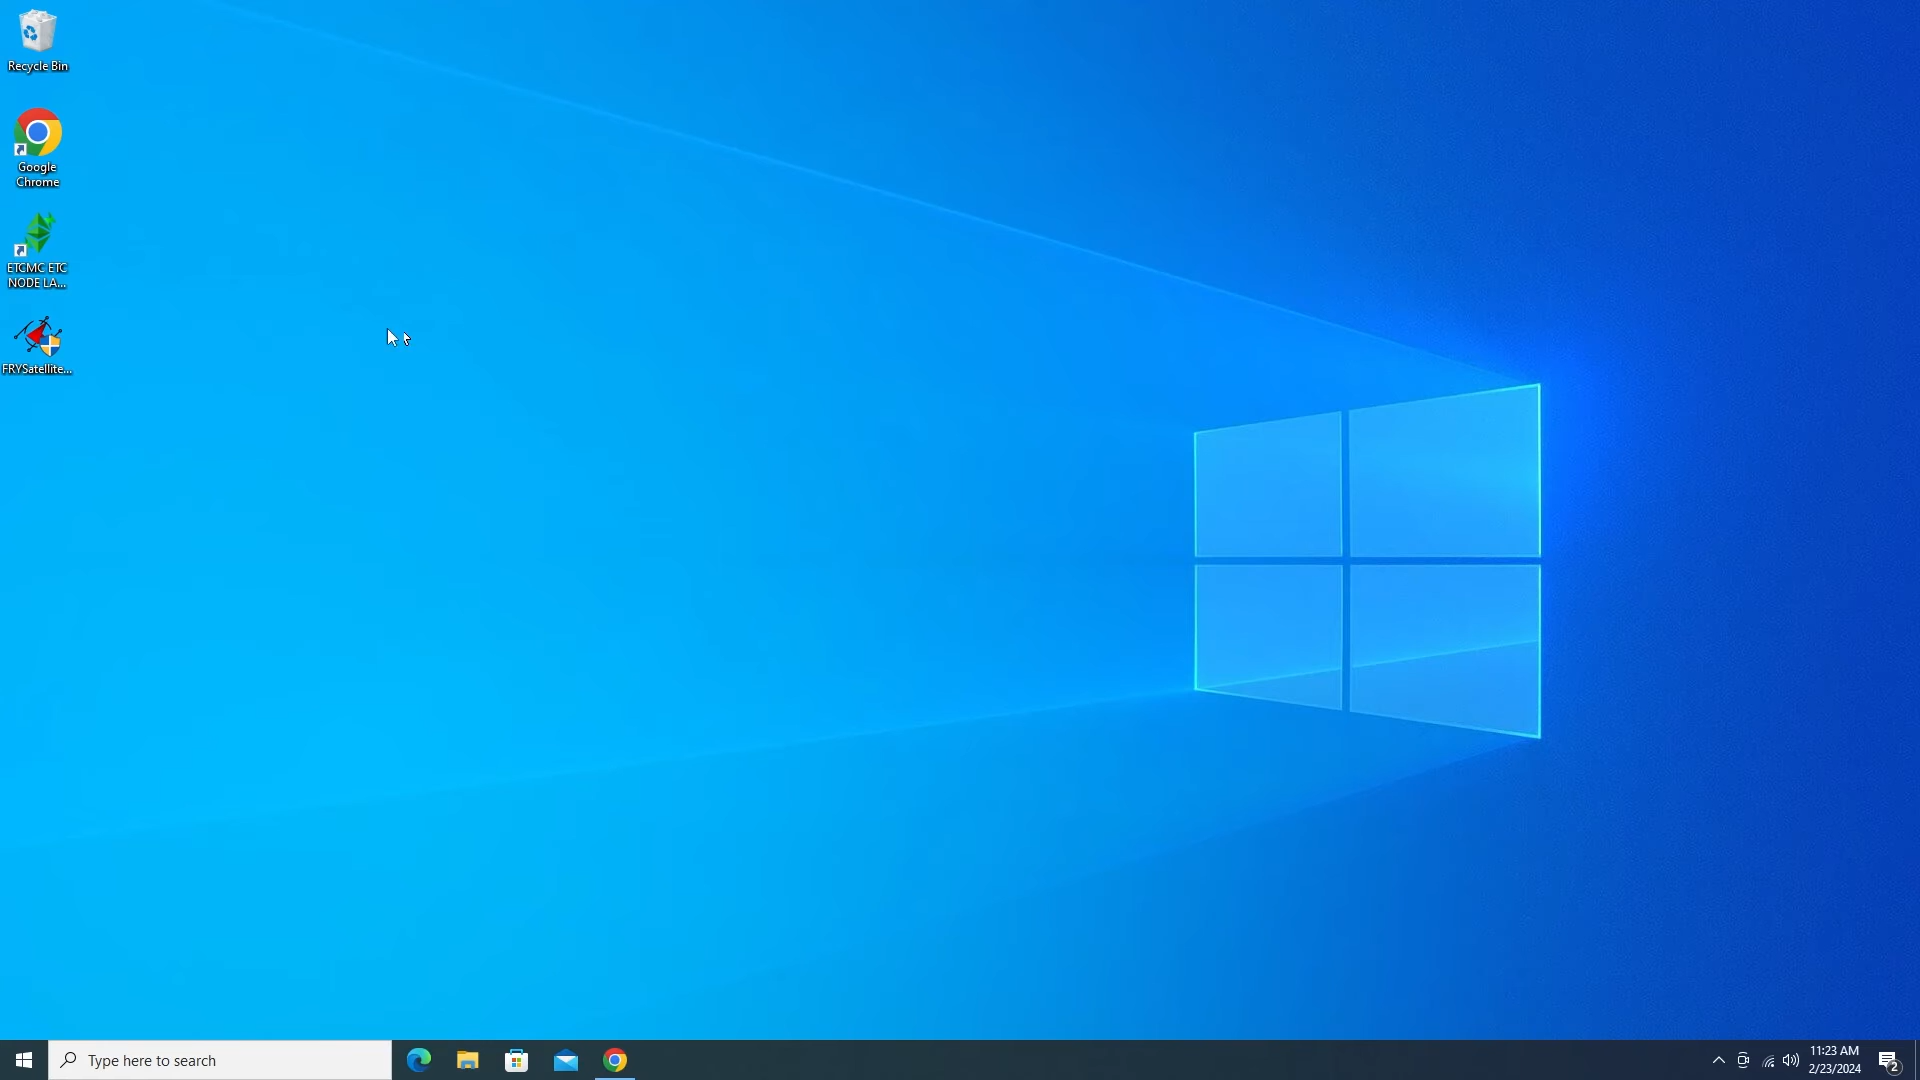 Recycle Bin
Google
Chrome
ETCMC ETC
NODE LA...
FRYSatellite...
Type here to search
11:23 AM
2/23/2024
2